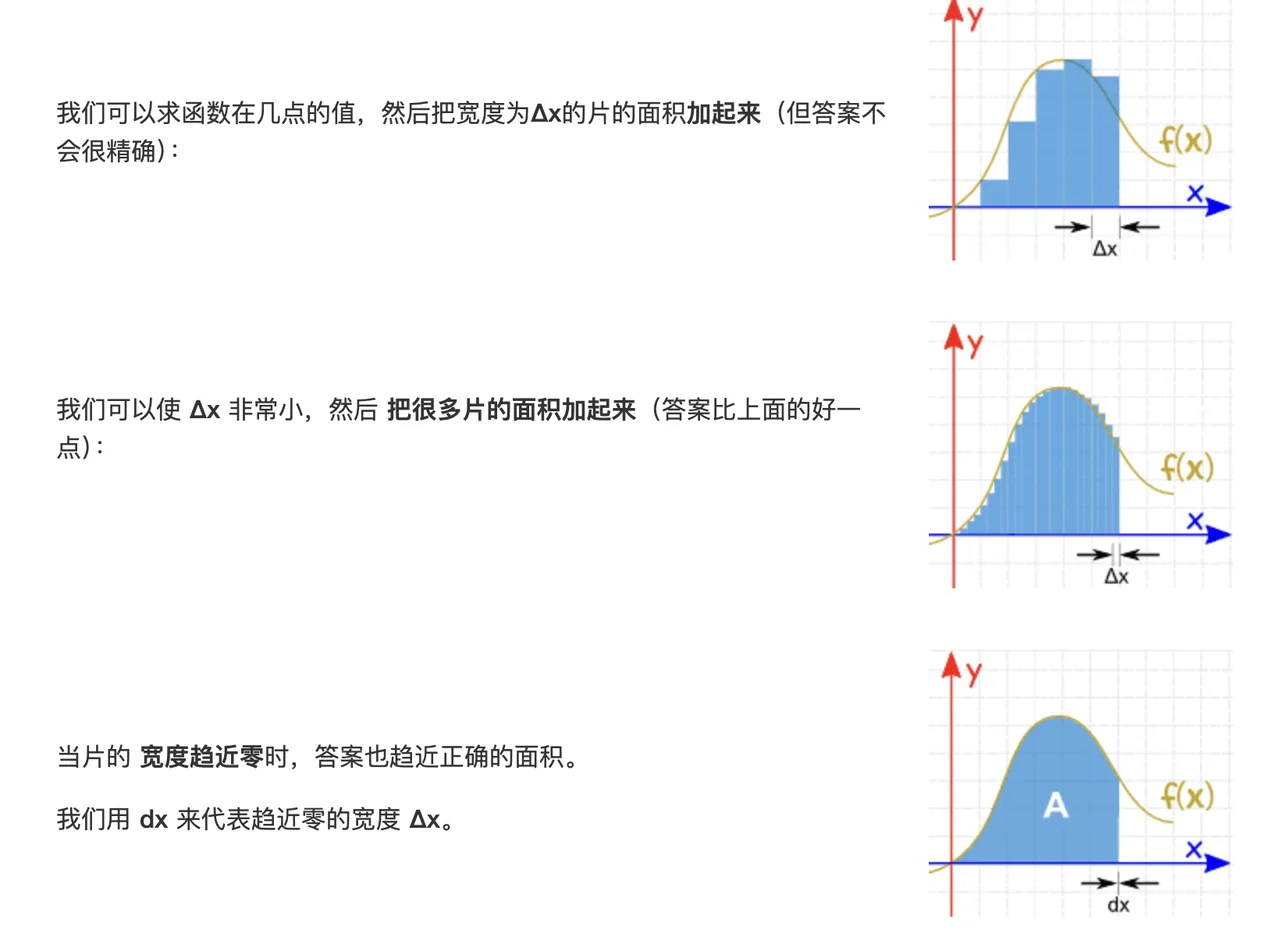 y
我们可以求函数在几点的值，然后把宽度为Δx的片的面积加起来（但答案不
会很精确）：
f(x)
x
Δx
y
我们可以使 Δx 非常小，然后 把很多片的面积加起来（答案比上面的好一
点）：
f(x)
x
Δx
y
当片的 宽度趋近零时，答案也趋近正确的面积。
我们用 dx 来代表趋近零的宽度 Δx。
A
f(x)
x
dx